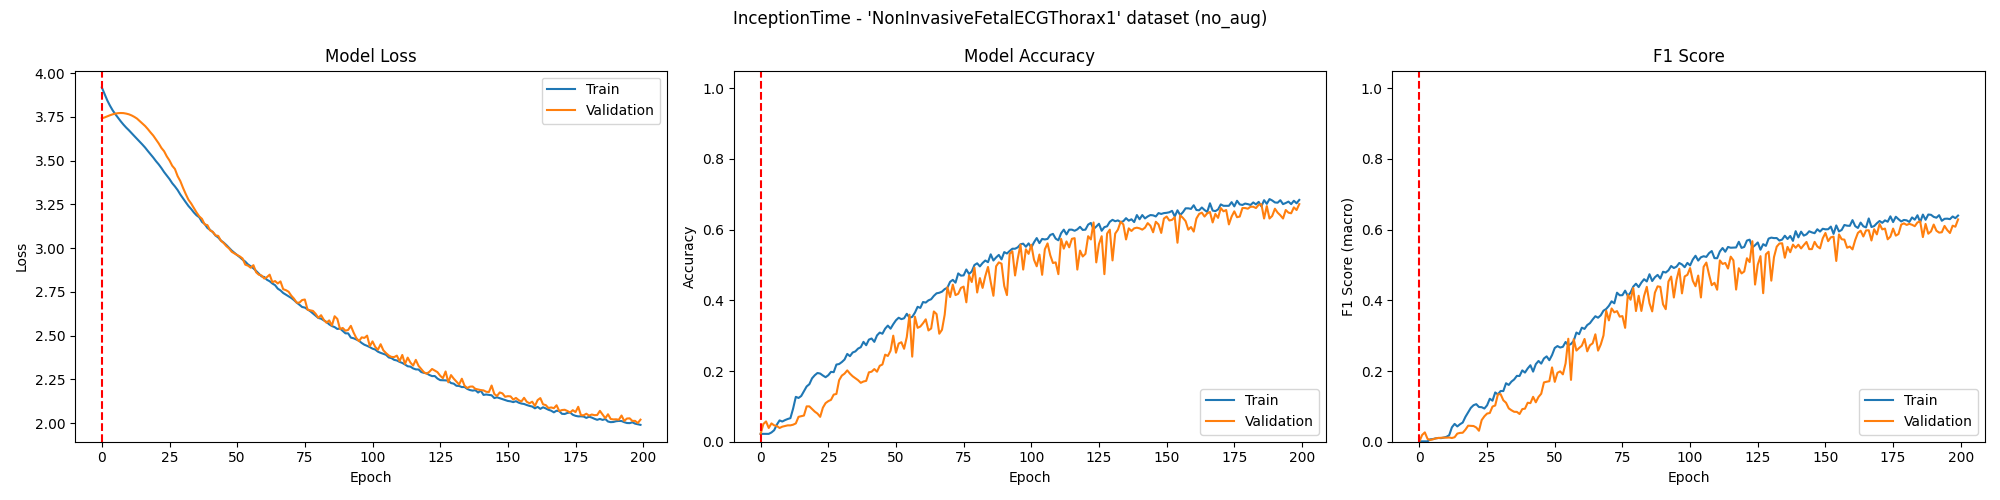 InceptionTime - 'NonInvasiveFetalECGThorax1' dataset (no_aug)
Model Loss
4.00
3.75
3.50
3.25
3.00
2.75
2.50
2.25
2.00
Loss
0 25 50 75 100 125 150 175 200
Epoch
Train
Validation
Model Accuracy
1.0
0.8
0.6
0.4
0.2
0.0
Accuracy
0 25 50 75 100 125 150 175 200
Epoch
Train
Validation
F1 Score
1.0
0.8
0.6
0.4
0.2
0.0
F1 Score (macro)
0 25 50 75 100 125 150 175 200
Epoch
Train
Validation